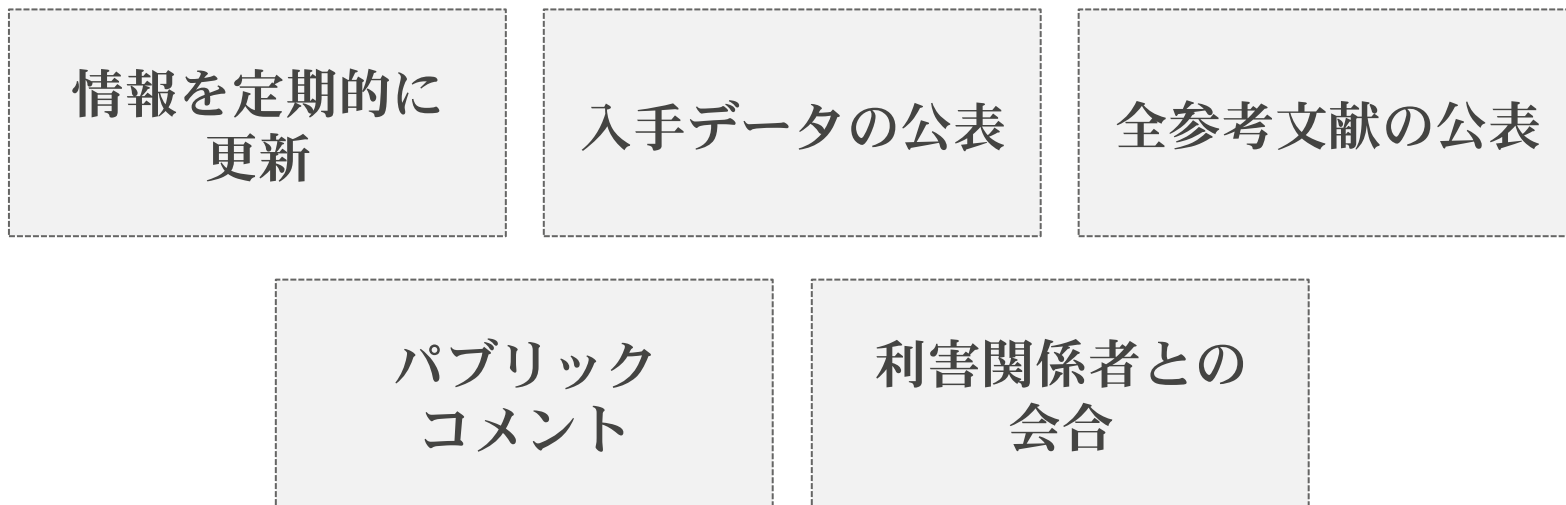 情報を定期的に
更新
入手データの公表
全参考文献の公表
パブリック
コメント
利害関係者との
会合